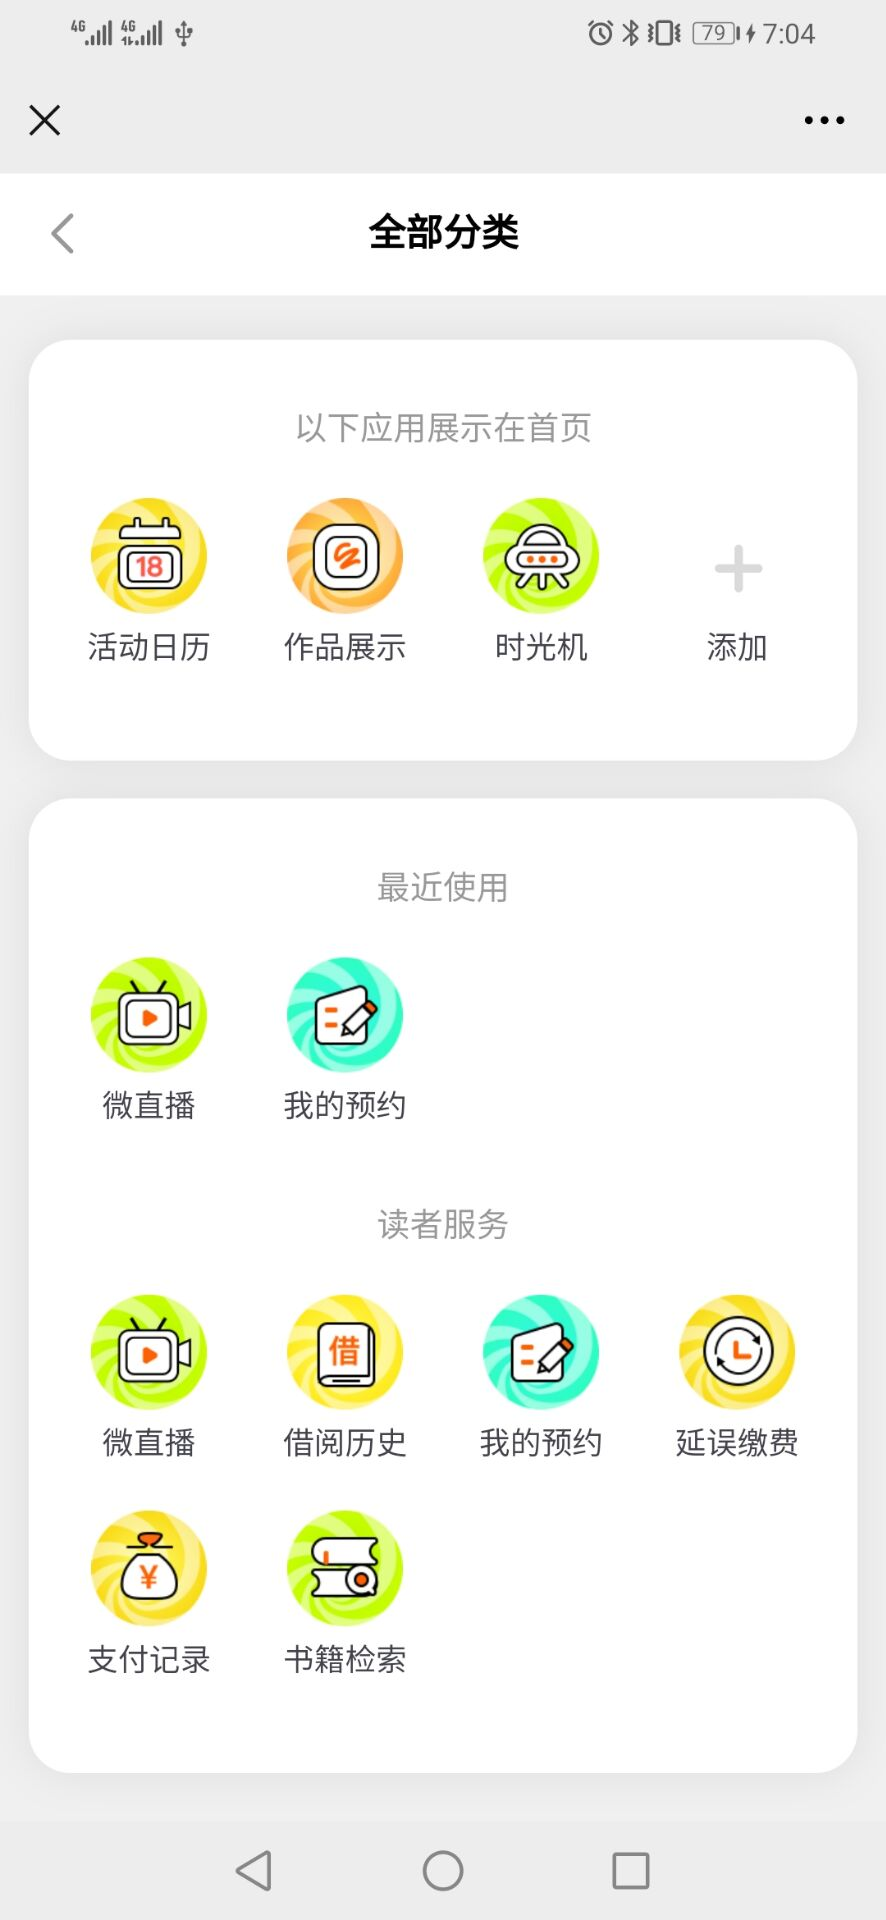 4G 4G 79 7:04
全部分类
以下应用展示在首页
18
活动日历 作品展示 时光机 添加
最近使用
微直播 我的预约
读者服务
借
微直播 借阅历史 我的预约 延误缴费
¥
支付记录 书籍检索